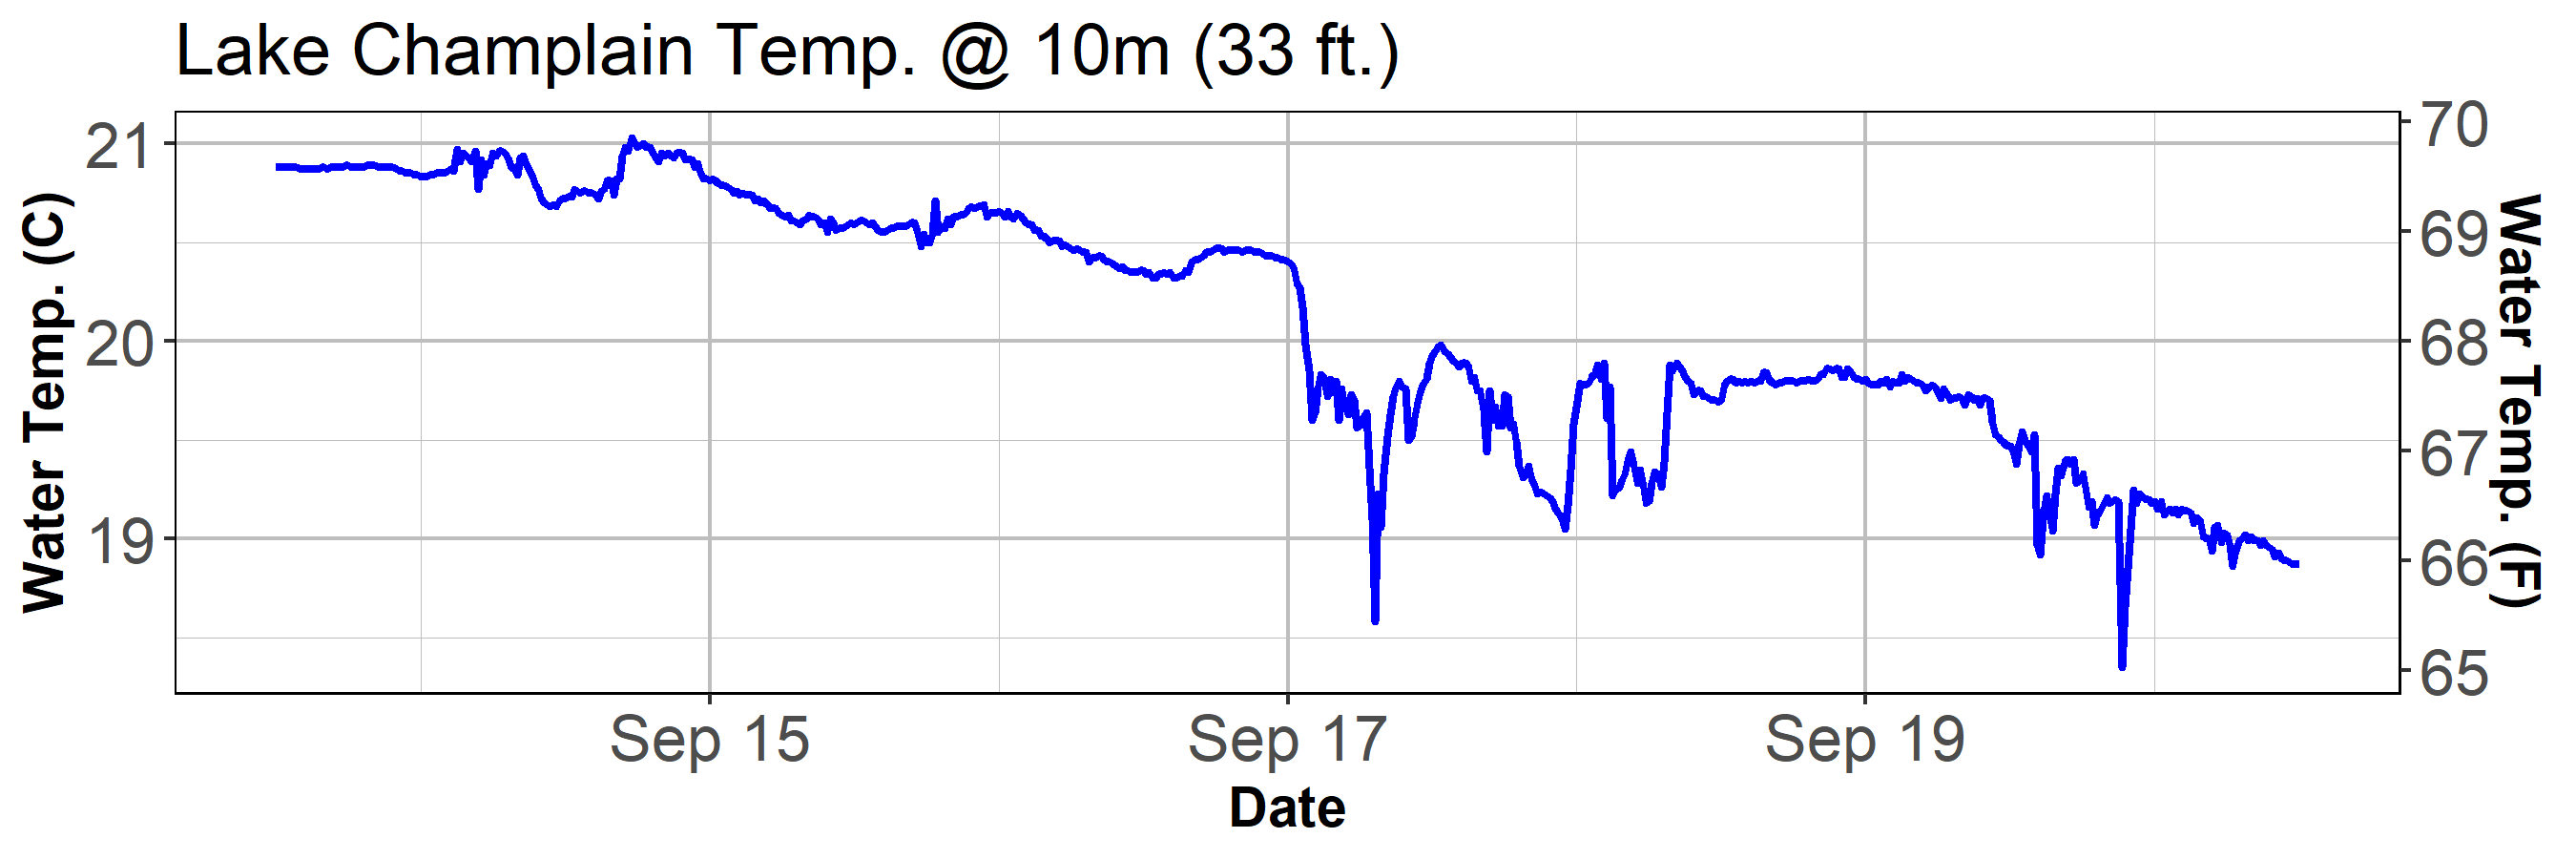 Lake Champlain Temp. @ 10m (33 ft.)
Water Temp. (C)
21
20
19
70
69
68
67
66
65
Water Temp. (F)
Sep 15
Sep 17
Sep 19
Date